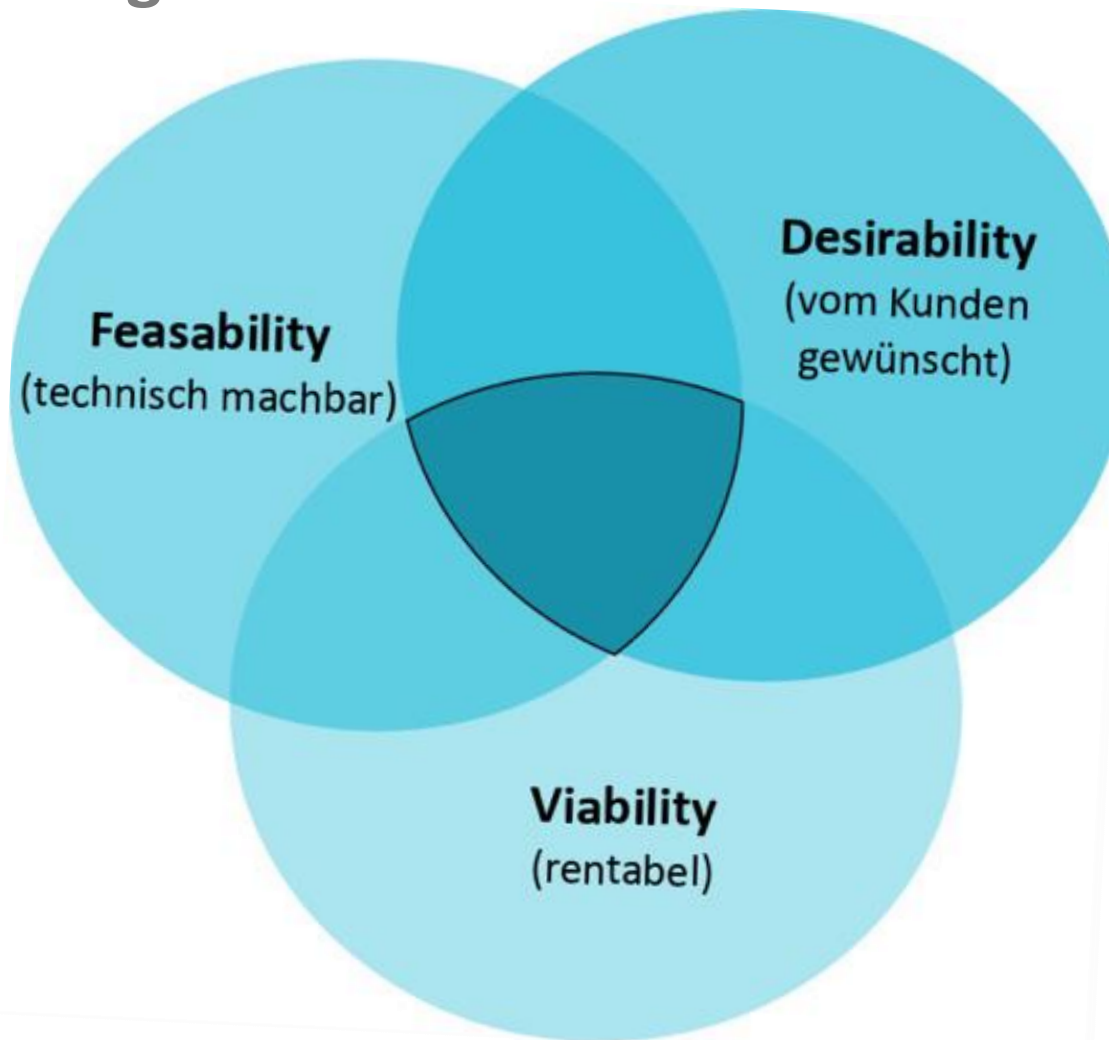 Feasability
(technisch machbar)
Desirability
(vom Kunden
gewünscht)
Viability
(rentabel)